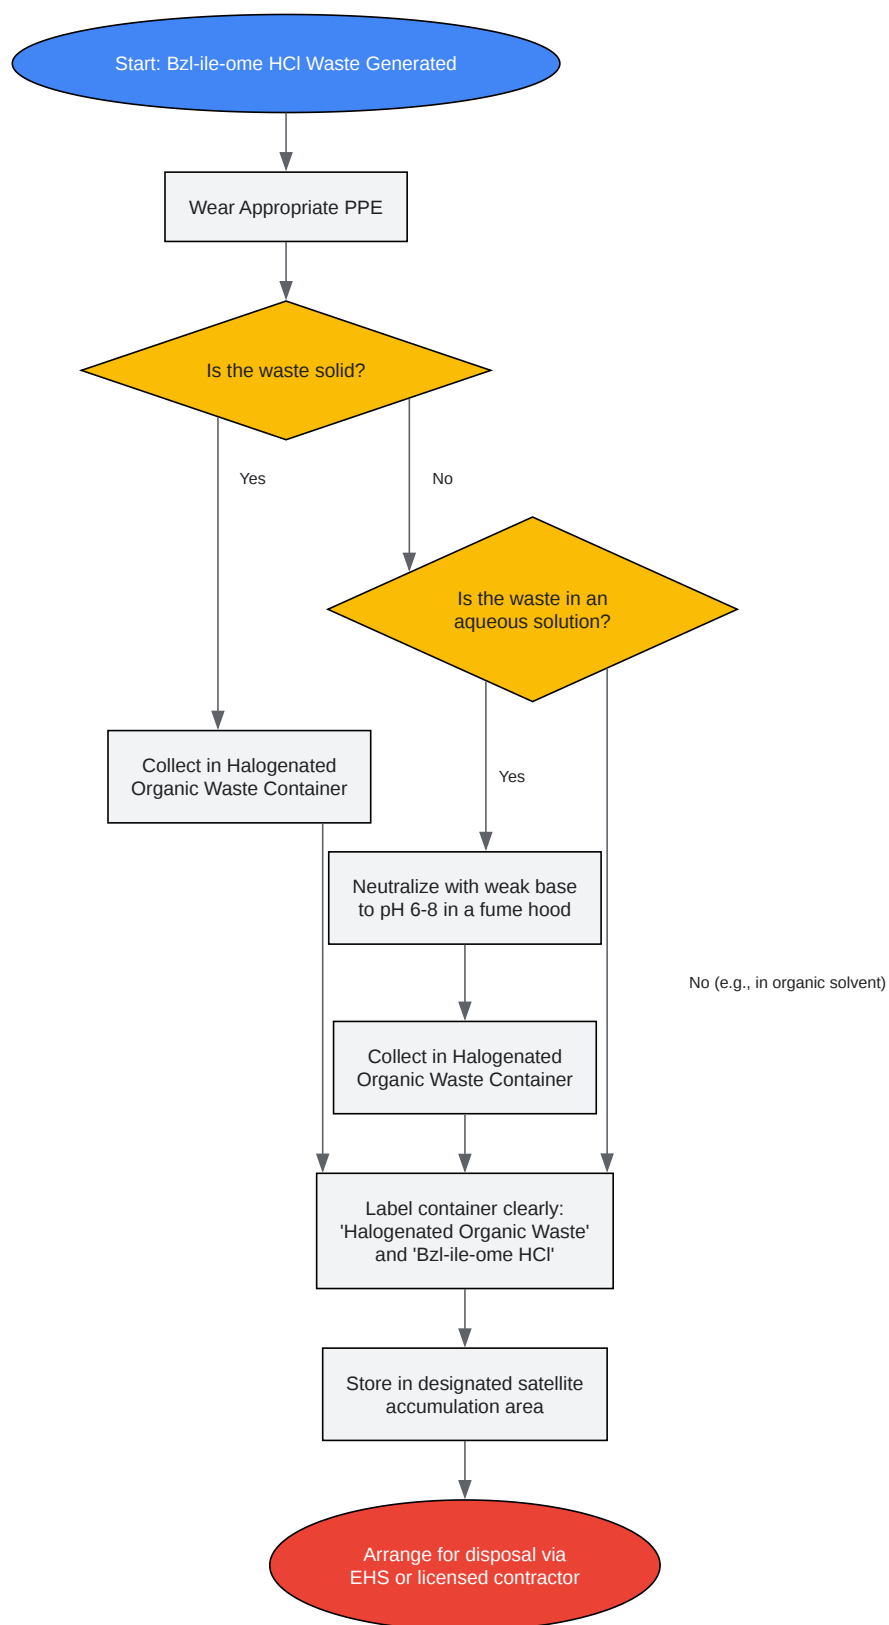 Start: Bzl-ile-ome HCl Waste Generated
Wear Appropriate PPE
Is the waste solid?
Yes
No
Is the waste in an
aqueous solution?
Collect in Halogenated
Organic Waste Container
Yes
Neutralize with weak base
to pH 6-8 in a fume hood
No (e.g., in organic solvent)
Collect in Halogenated
Organic Waste Container
Label container clearly:
'Halogenated Organic Waste'
and 'Bzl-ile-ome HCl'
Store in designated satellite
accumulation area
Arrange for disposal via
EHS or licensed contractor